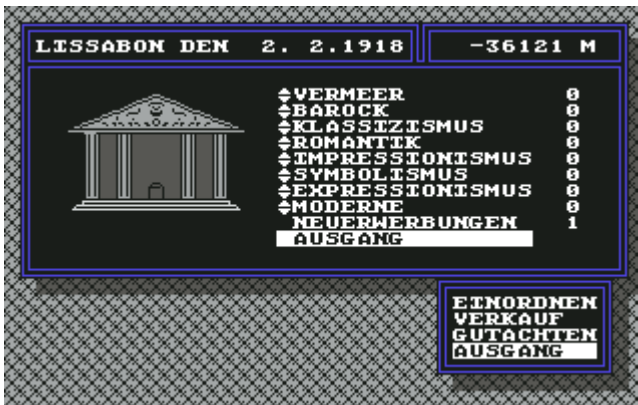 LISSABON DEN 2. 2.1918
-36121 M
VERMEER 0
BAROCK 0
KLASSIZISMUS 0
ROMANTIK 0
IMPRESSIONISMUS 0
SYMBOLISMUS 0
EXPRESSIONISMUS 0
MODERNE 0
NEUERWERBUNGEN 1
AUSGANG
EINORDNEN
VERKAUF
GUTACHTEN
AUSGANG